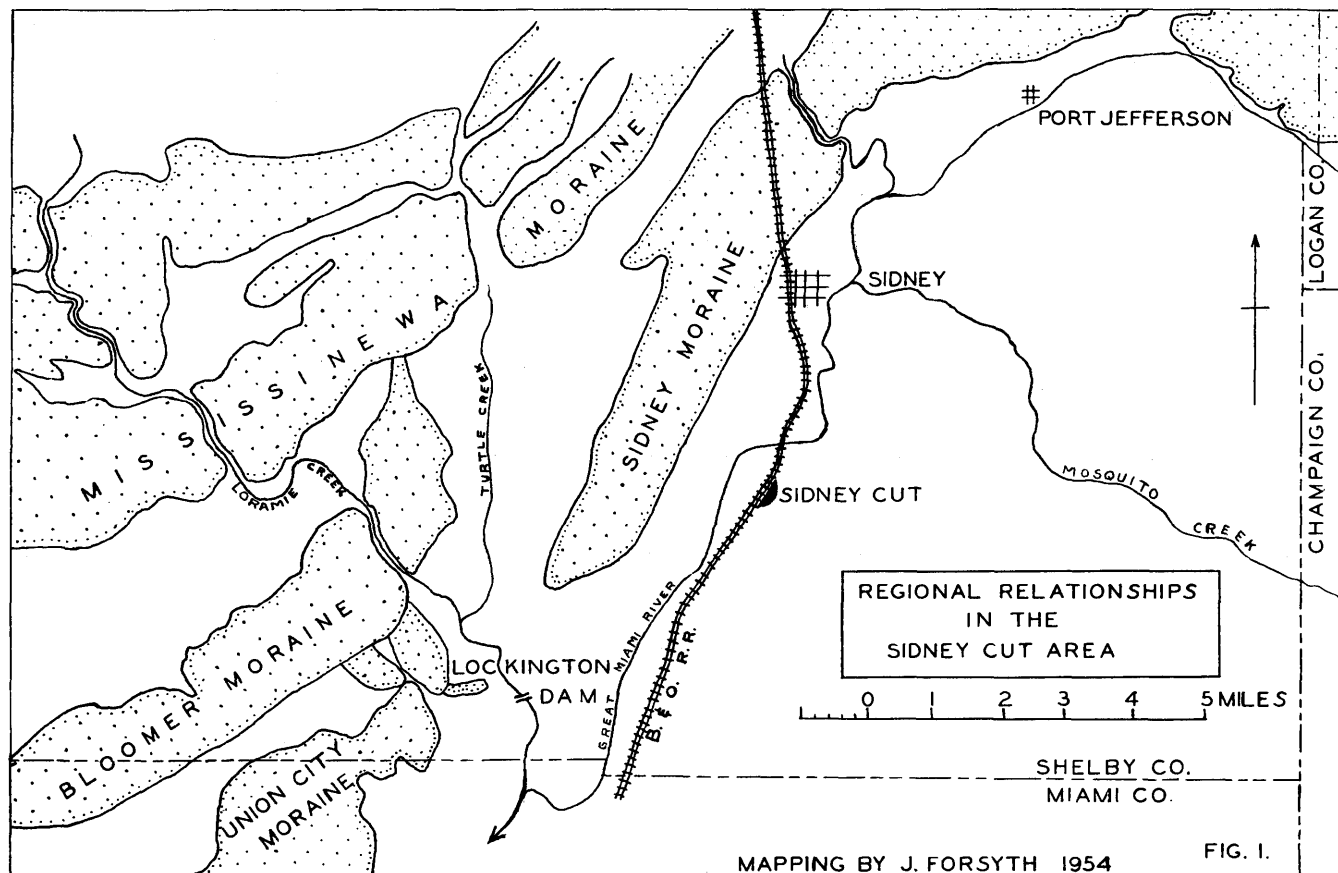 MORAINE
PORT JEFFERSON
LOGAN CO.
SIDNEY
SIDNEY MORAINE
MISSISSINEWA
TURTLE CREEK
LORAMIE CREEK
SIDNEY CUT
MOSQUITO CREEK
CHAMPAIGN CO.
REGIONAL RELATIONSHIPS
IN THE
SIDNEY CUT AREA
0 1 2 3 4 5 MILES
BLOOMER MORAINE
LOCKINGTON
DAM
GREAT MIAMI RIVER
B. & O. R.R.
UNION CITY
MORAINE
SHELBY CO.
MIAMI CO.
MAPPING BY J. FORSYTH 1954
FIG. 1.